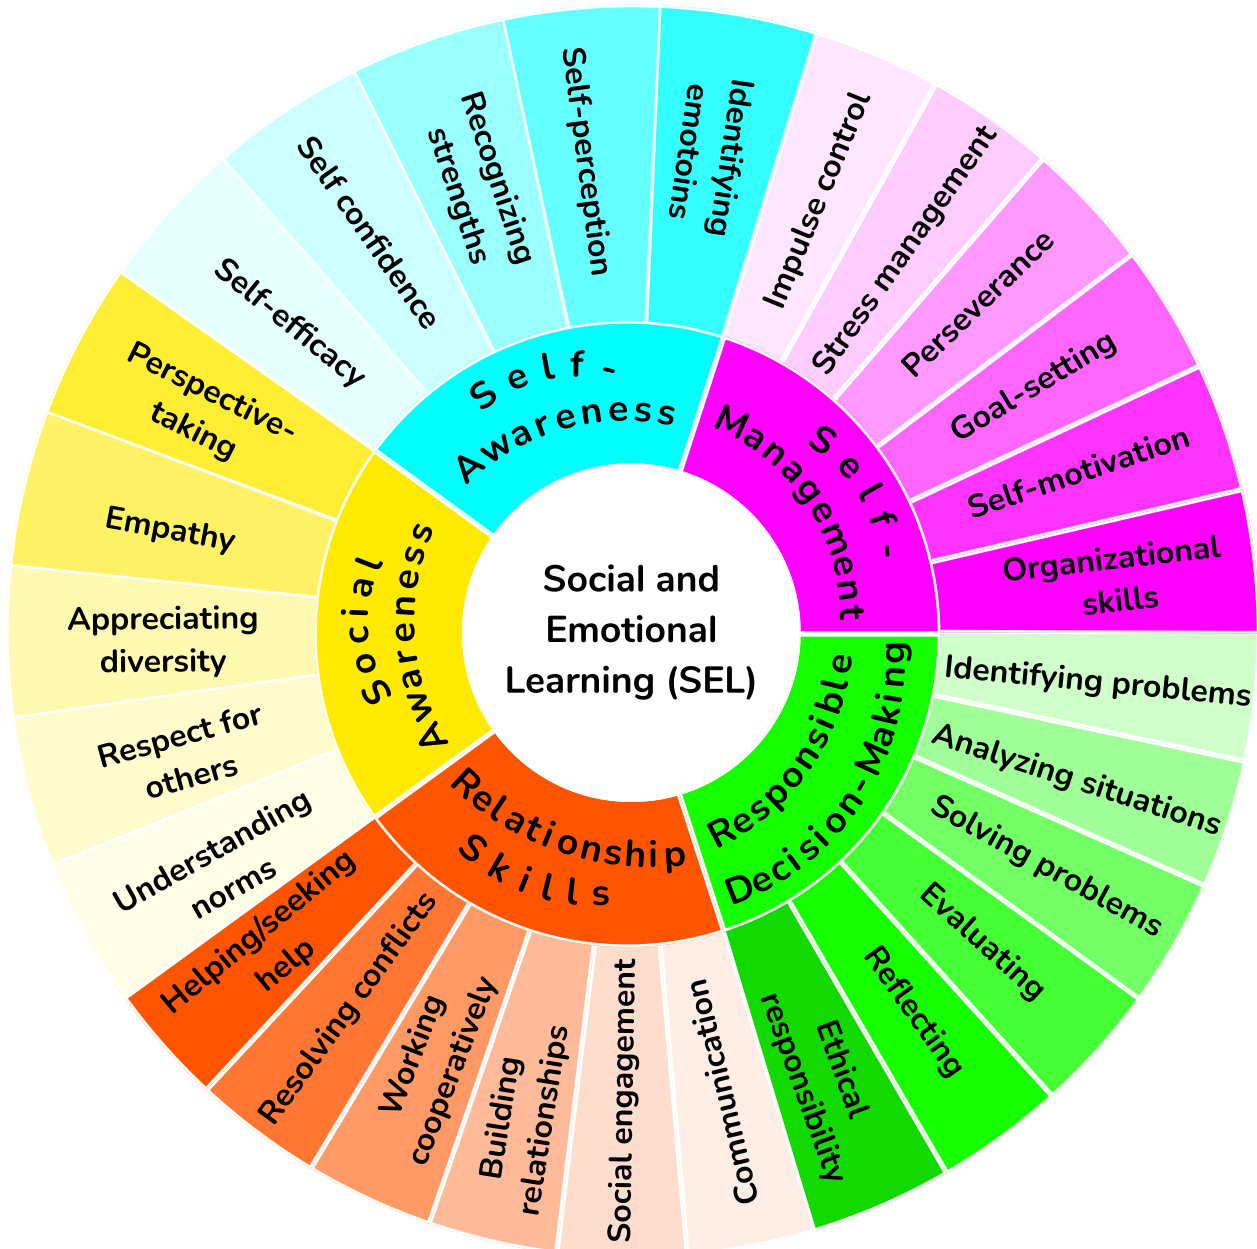 Social and
Emotional
Learning (SEL)
Self-
Awareness
Self-efficacy
Self confidence
Recognizing
strengths
Self-perception
Identifying
emotoins
Self-
Management
Impulse control
Stress management
Perseverance
Goal-setting
Self-motivation
Organizational
skills
Responsible
Decision-Making
Identifying problems
Analyzing situations
Solving problems
Evaluating
Reflecting
Ethical
responsibility
Relationship
Skills
Communication
Social engagement
Building
relationships
Working
cooperatively
Resolving conflicts
Helping/seeking
help
Social
Awareness
Understanding
norms
Respect for
others
Appreciating
diversity
Empathy
Perspective-
taking